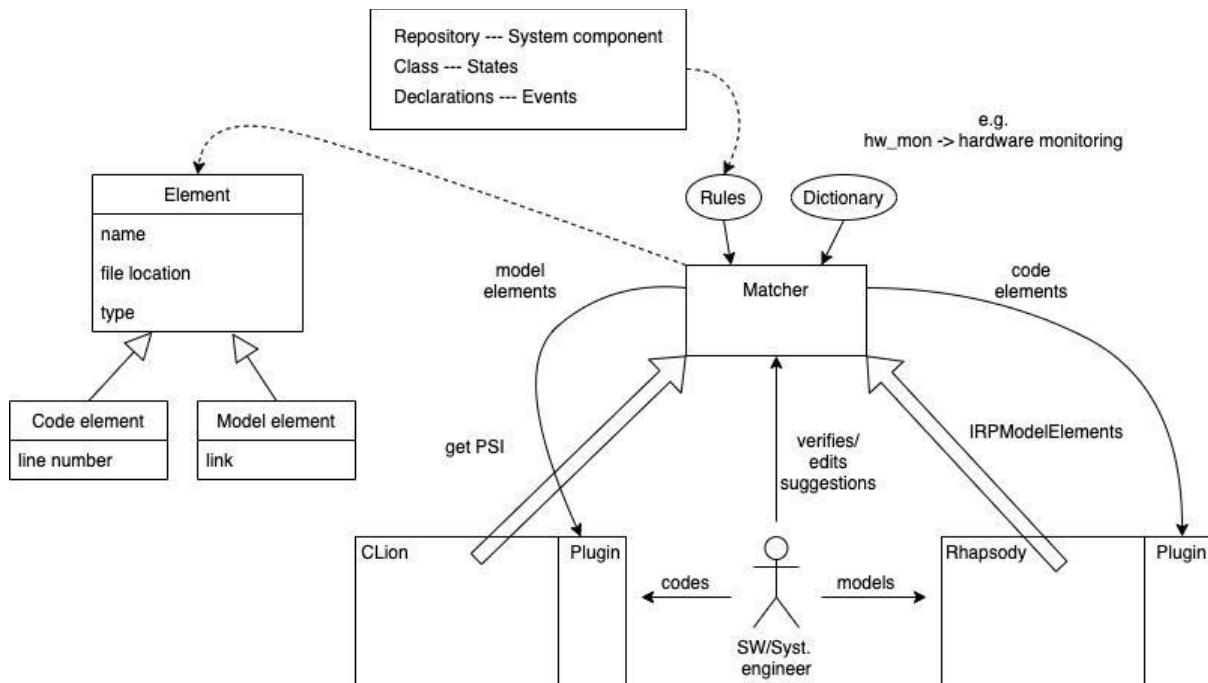 Repository --- System component
Class --- States
Declarations --- Events
e.g.
hw_mon -> hardware monitoring
Element
name
file location
type
Rules
Dictionary
model
elements
Matcher
code
elements
Code element
line number
Model element
link
get PSI
verifies/
edits
suggestions
IRPModelElements
CLion
Plugin
codes
models
SW/Syst.
engineer
Rhapsody
Plugin